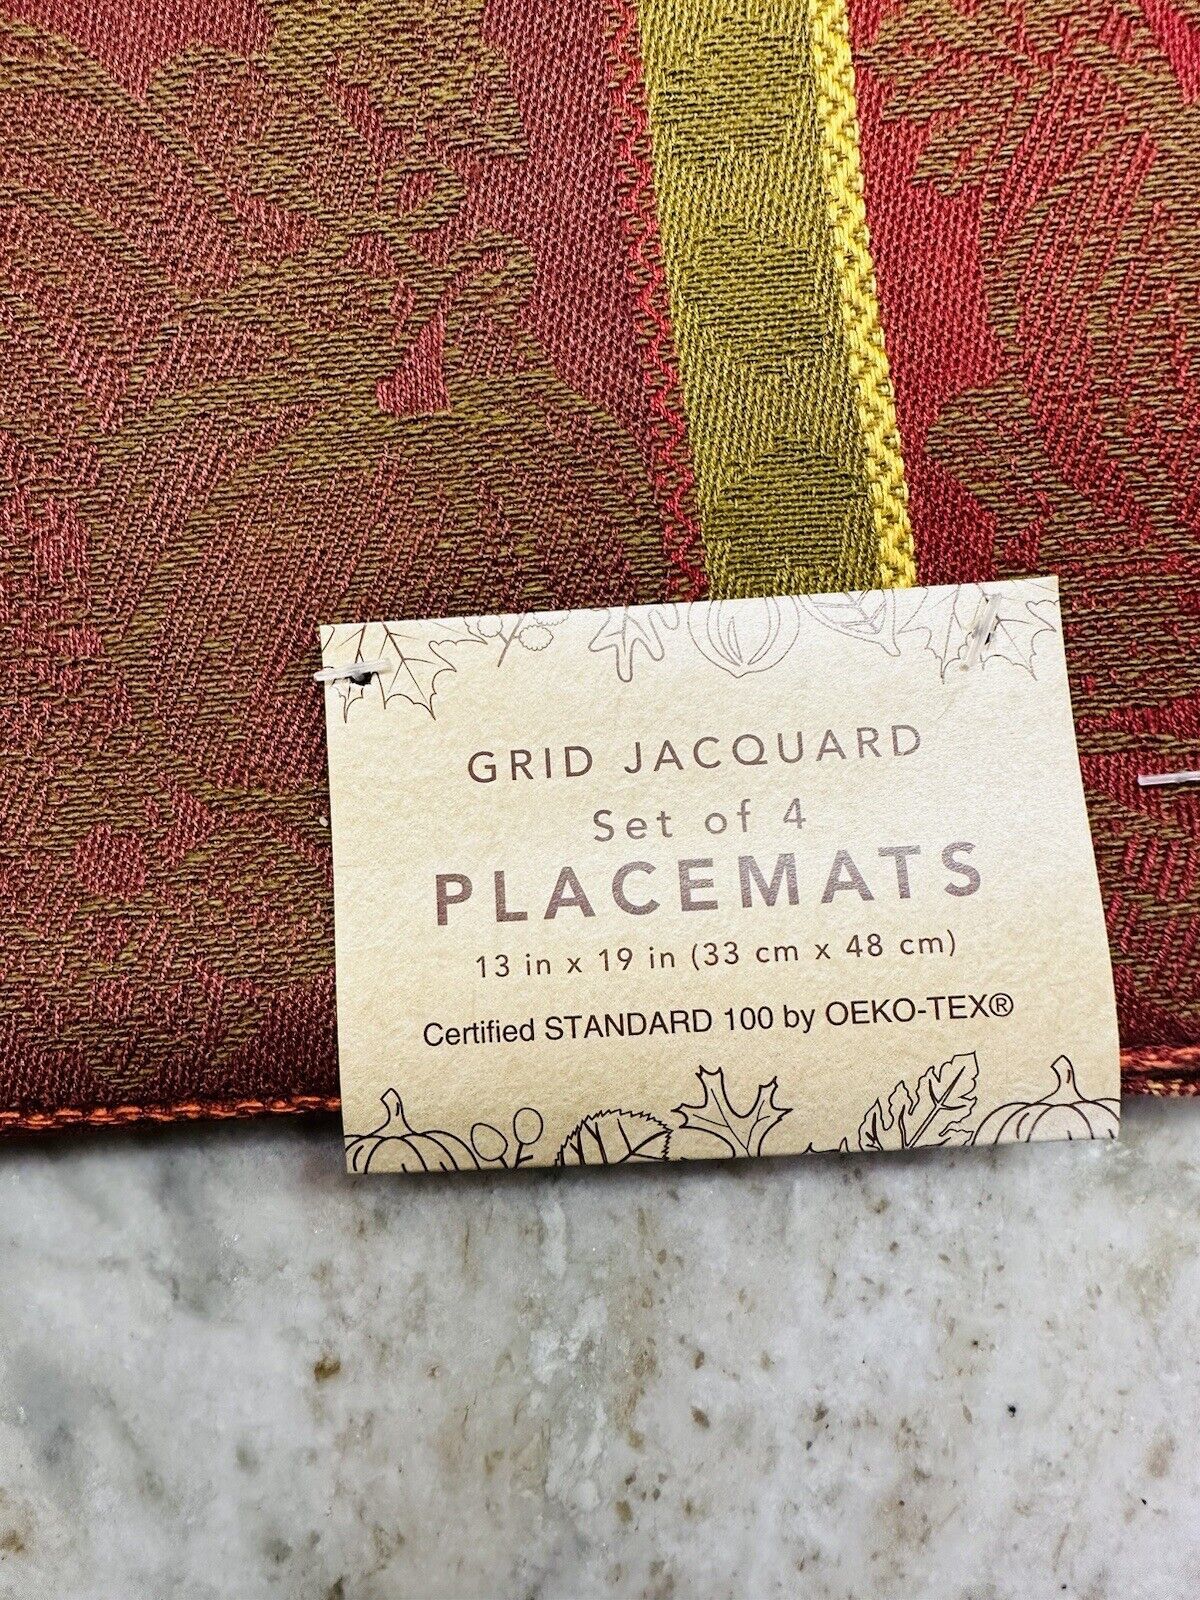 GRID JACQUARD
Set of 4
PLACEMATS
13 in x 19 in (33 cm x 48 cm)
Certified STANDARD 100 by OEKO-TEX®